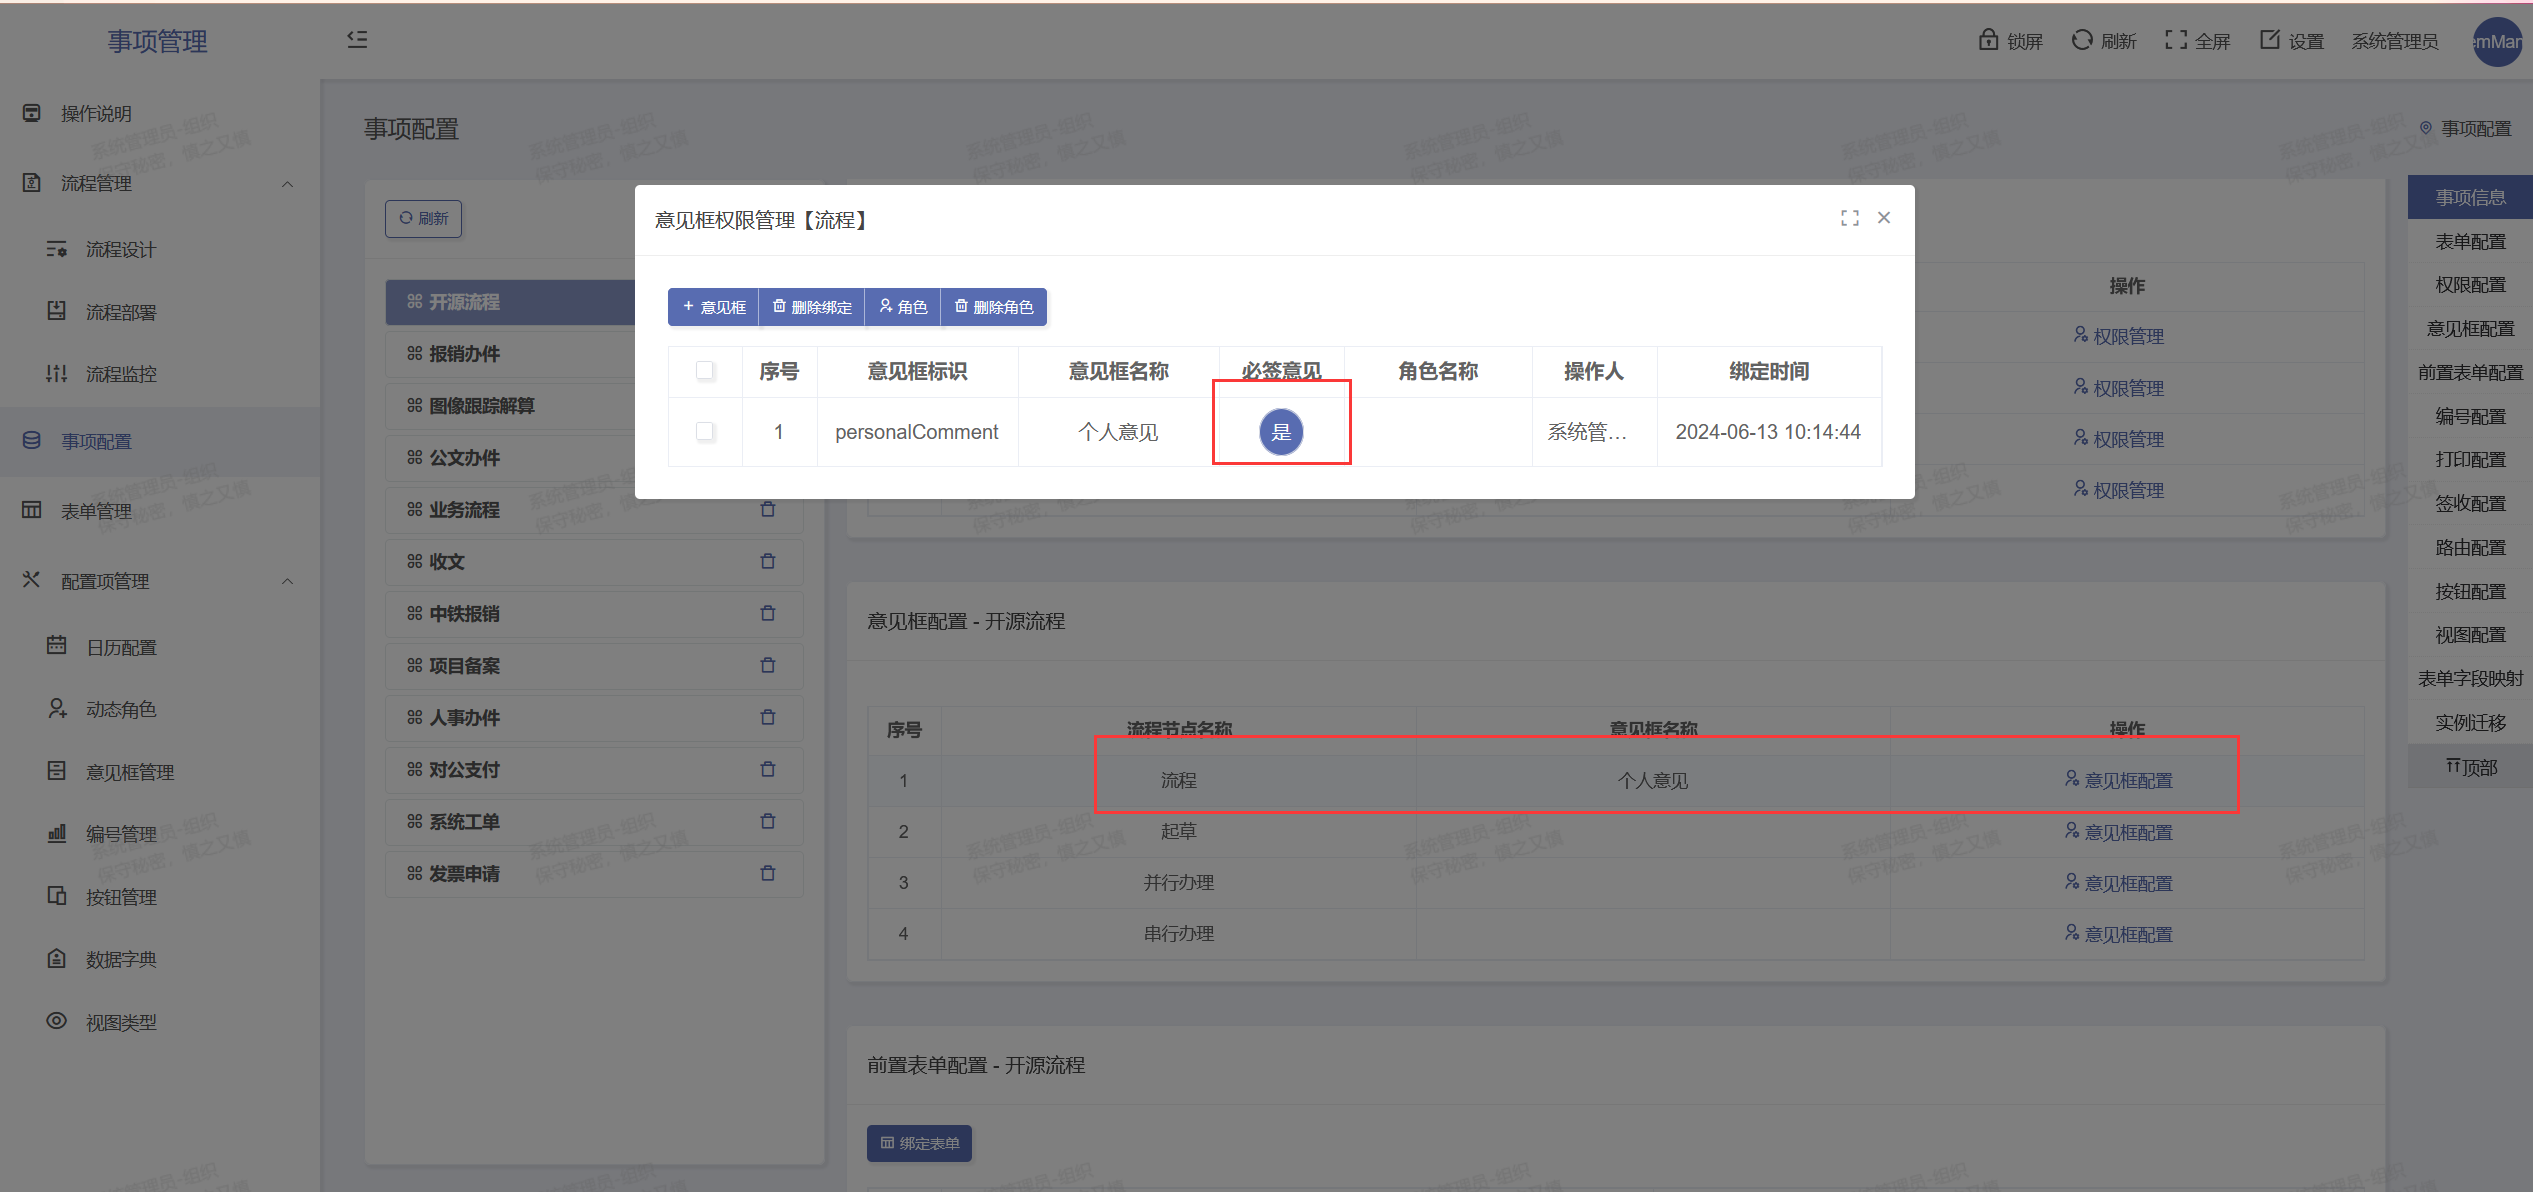 事项管理
锁屏
刷新
全屏
设置
系统管理员
emMan
操作说明
流程管理
流程设计
流程部署
流程监控
事项配置
表单管理
配置项管理
日历配置
动态角色
意见框管理
编号管理
按钮管理
数据字典
视图类型
事项配置
事项配置
刷新
开源流程
报销办件
图像跟踪解算
公文办件
业务流程
收文
中铁报销
项目备案
人事办件
对公支付
系统工单
发票申请
意见框权限管理【流程】
意见框 删除绑定 角色 删除角色
序号 意见框标识 意见框名称 必签意见 角色名称 操作人 绑定时间
1 personalComment 个人意见 是 系统管... 2024-06-13 10:14:44
操作
权限管理
权限管理
权限管理
权限管理
意见框配置 - 开源流程
序号 流程节点名称 意见框名称 操作
1 流程 个人意见 意见框配置
2 起草 意见框配置
3 并行办理 意见框配置
4 串行办理 意见框配置
前置表单配置 - 开源流程
绑定表单
事项信息
表单配置
权限配置
意见框配置
前置表单配置
编号配置
打印配置
签收配置
路由配置
按钮配置
视图配置
表单字段映射
实例迁移
顶部
系统管理员-组织
保守秘密，慎之又慎